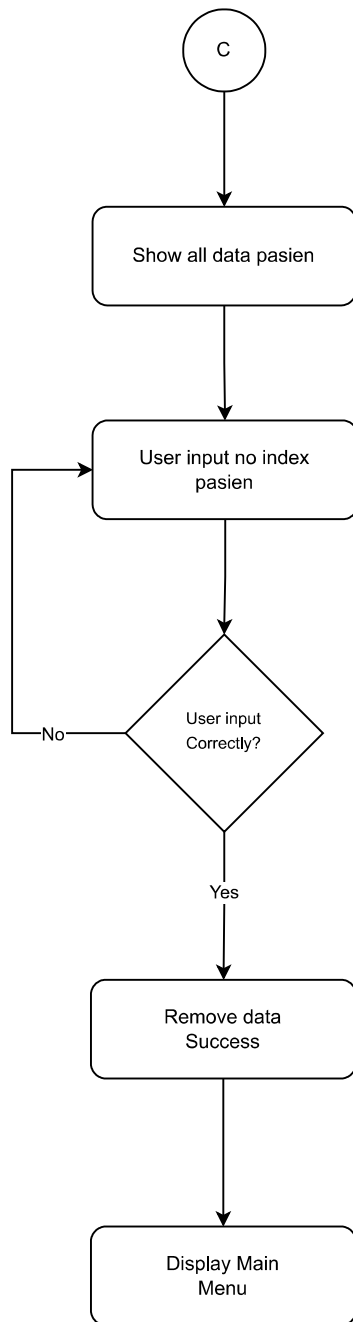 C
Show all data pasien
User input no index
pasien
User input
Correctly?
No
Yes
Remove data
Success
Display Main
Menu